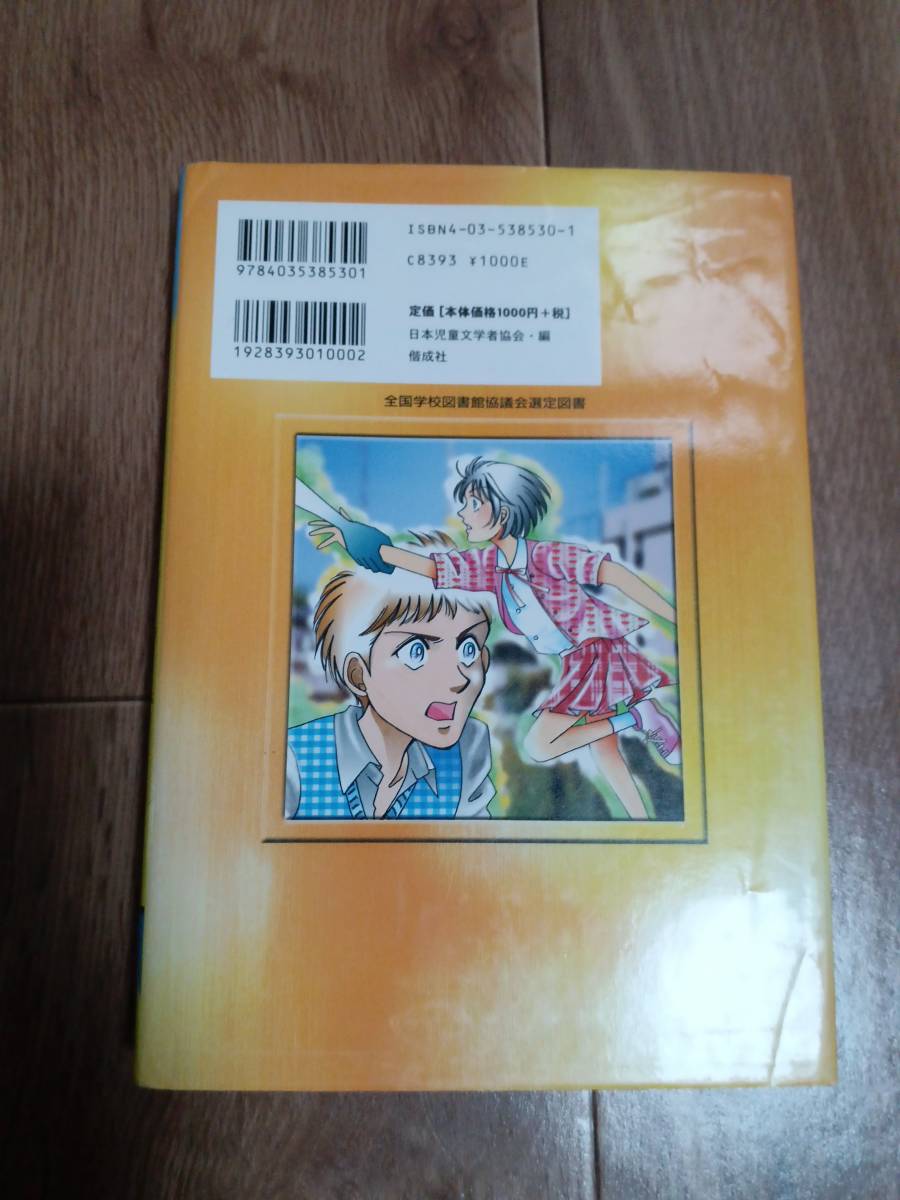 ISBN4-03-538530-1
9784035385301
C8393 ¥1000E
定価[本体価格1000円+税]
日本児童文学者協会・編
1928393010002
偕成社
全国学校図書館協議会選定図書